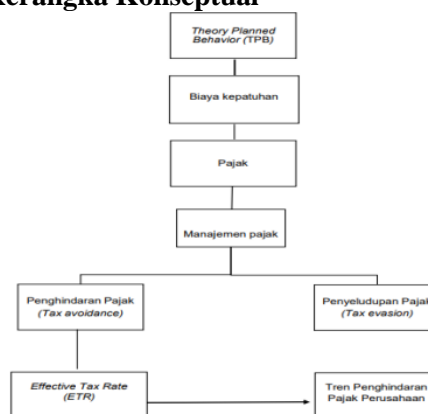 Kerangka Konseptual
Theory Planned
Behavior (TPB)
Biaya kepatuhan
Pajak
Manajemen pajak
Penghindaran Pajak
(Tax avoidance)
Penyeludupan Pajak
(Tax evasion)
Effective Tax Rate
(ETR)
Tren Penghindaran
Pajak Perusahaan